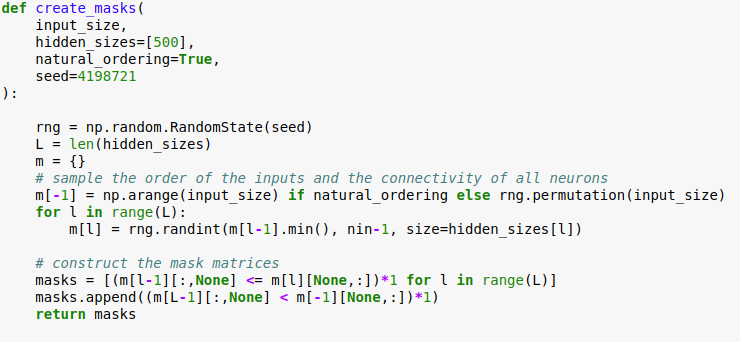 def create_masks(
    input_size,
    hidden_sizes=[500],
    natural_ordering=True,
    seed=4198721
):
    rng = np.random.RandomState(seed)
    L = len(hidden_sizes)
    m = {}
    # sample the order of the inputs and the connectivity of all neurons
    m[-1] = np.arange(input_size) if natural_ordering else rng.permutation(input_size)
    for l in range(L):
        m[l] = rng.randint(m[l-1].min(), nin-1, size=hidden_sizes[l])
    # construct the mask matrices
    masks = [(m[l-1][:,None] <= m[l][None,:])*1 for l in range(L)]
    masks.append((m[L-1][:,None] < m[-1][None,:])*1)
    return masks